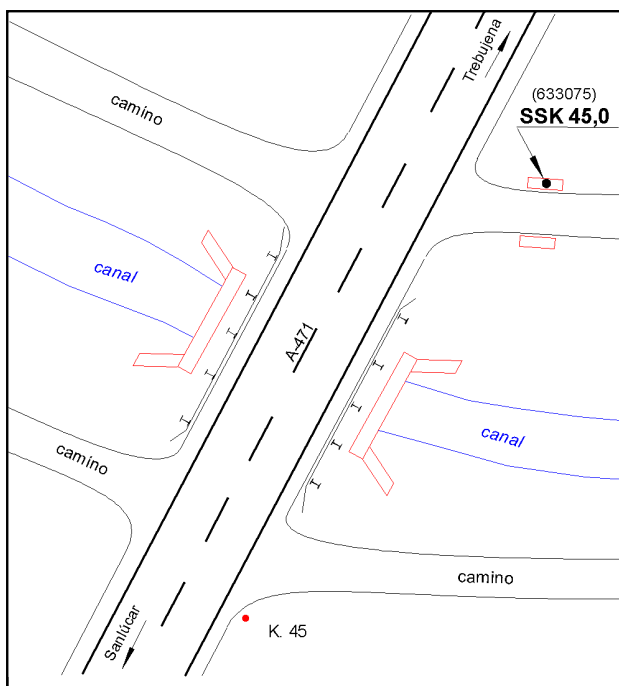 Trebujena
(633075)
SSK 45,0
camino
canal
A-471
canal
camino
camino
Sanlúcar
K. 45